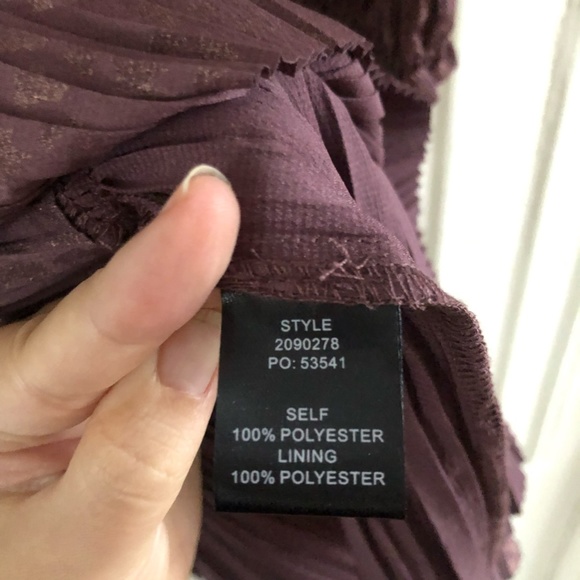 STYLE
2090278
PO: 53541
SELF
100% POLYESTER
LINING
100% POLYESTER